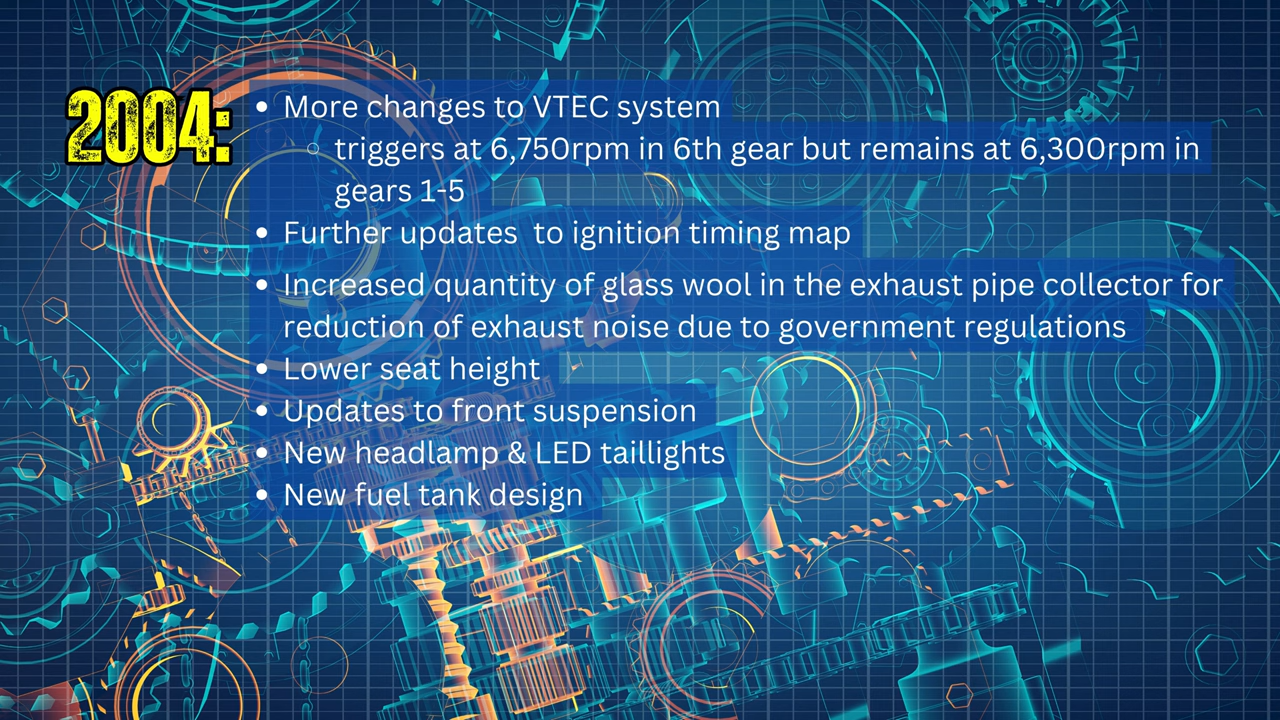 2004:
• More changes to VTEC system
○ triggers at 6,750rpm in 6th gear but remains at 6,300rpm in
gears 1-5
• Further updates  to ignition timing map
• Increased quantity of glass wool in the exhaust pipe collector for
reduction of exhaust noise due to government regulations
• Lower seat height
• Updates to front suspension
• New headlamp & LED taillights
• New fuel tank design